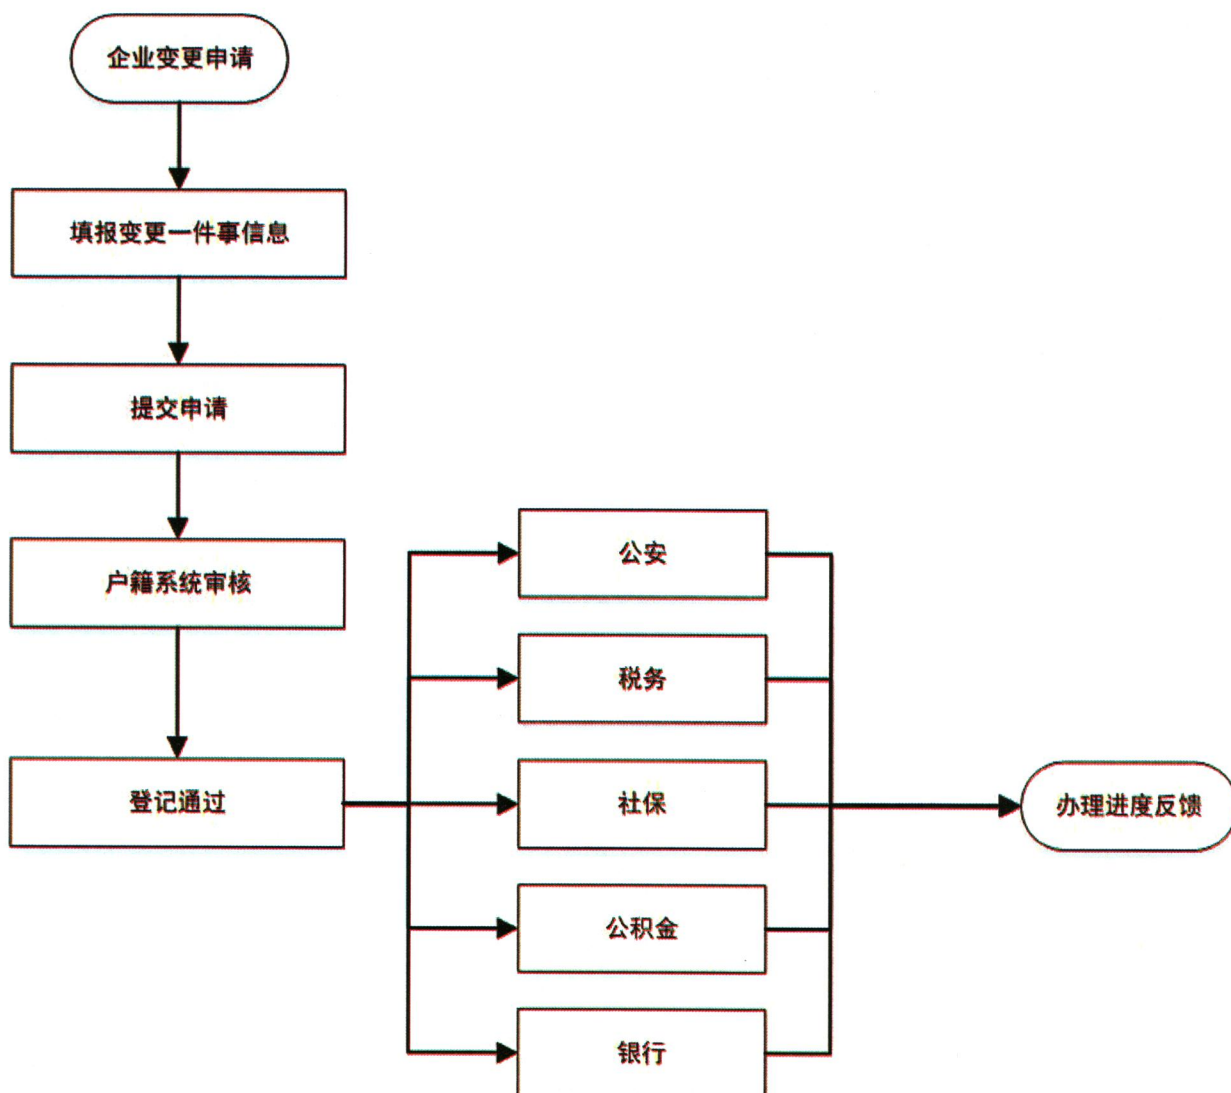 企业变更申请
填报变更一件事信息
提交申请
户籍系统审核
登记通过
公安
税务
社保
公积金
银行
办理进度反馈